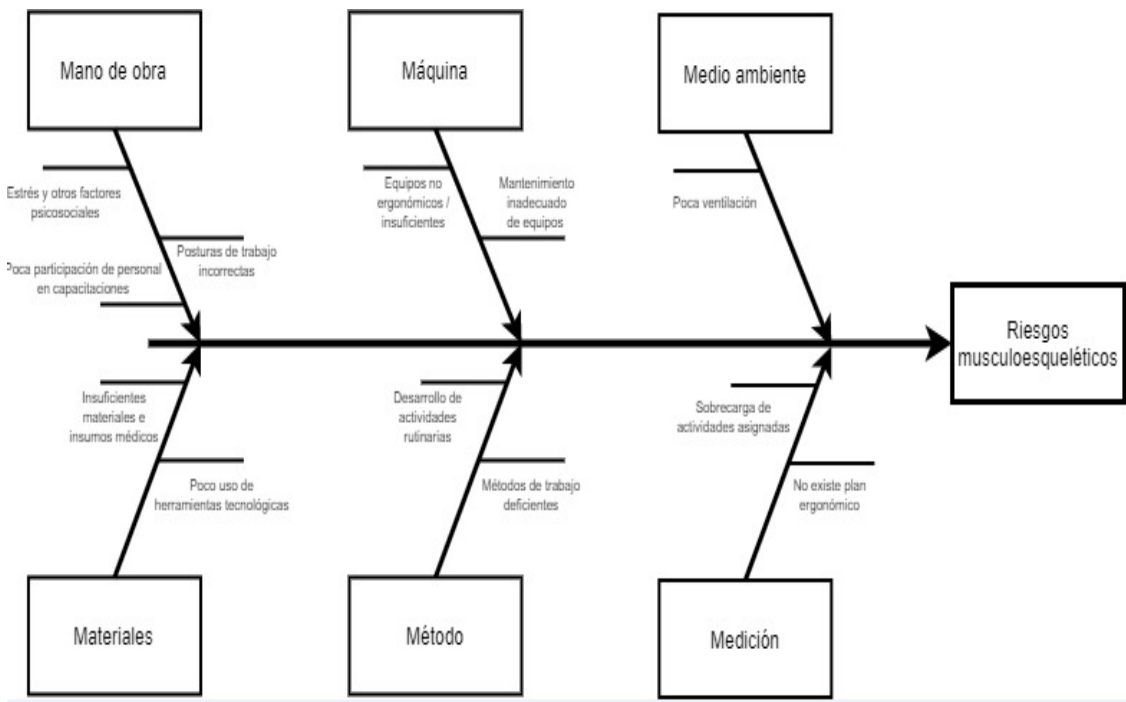 Mano de obra
Máquina
Medio ambiente
Estrés y otros factores
psicosociales
Posturas de trabajo
incorrectas
Poca participación de personal
en capacitaciones
Equipos no
ergonómicos /
insuficientes
Mantenimiento
inadecuado
de equipos
Poca ventilación
Riesgos
musculoesqueléticos
Insuficientes
materiales e
insumos médicos
Poco uso de
herramientas tecnológicas
Desarrollo de
actividades
rutinarias
Métodos de trabajo
deficientes
Sobrecarga de
actividades asignadas
No existe plan
ergonómico
Materiales
Método
Medición